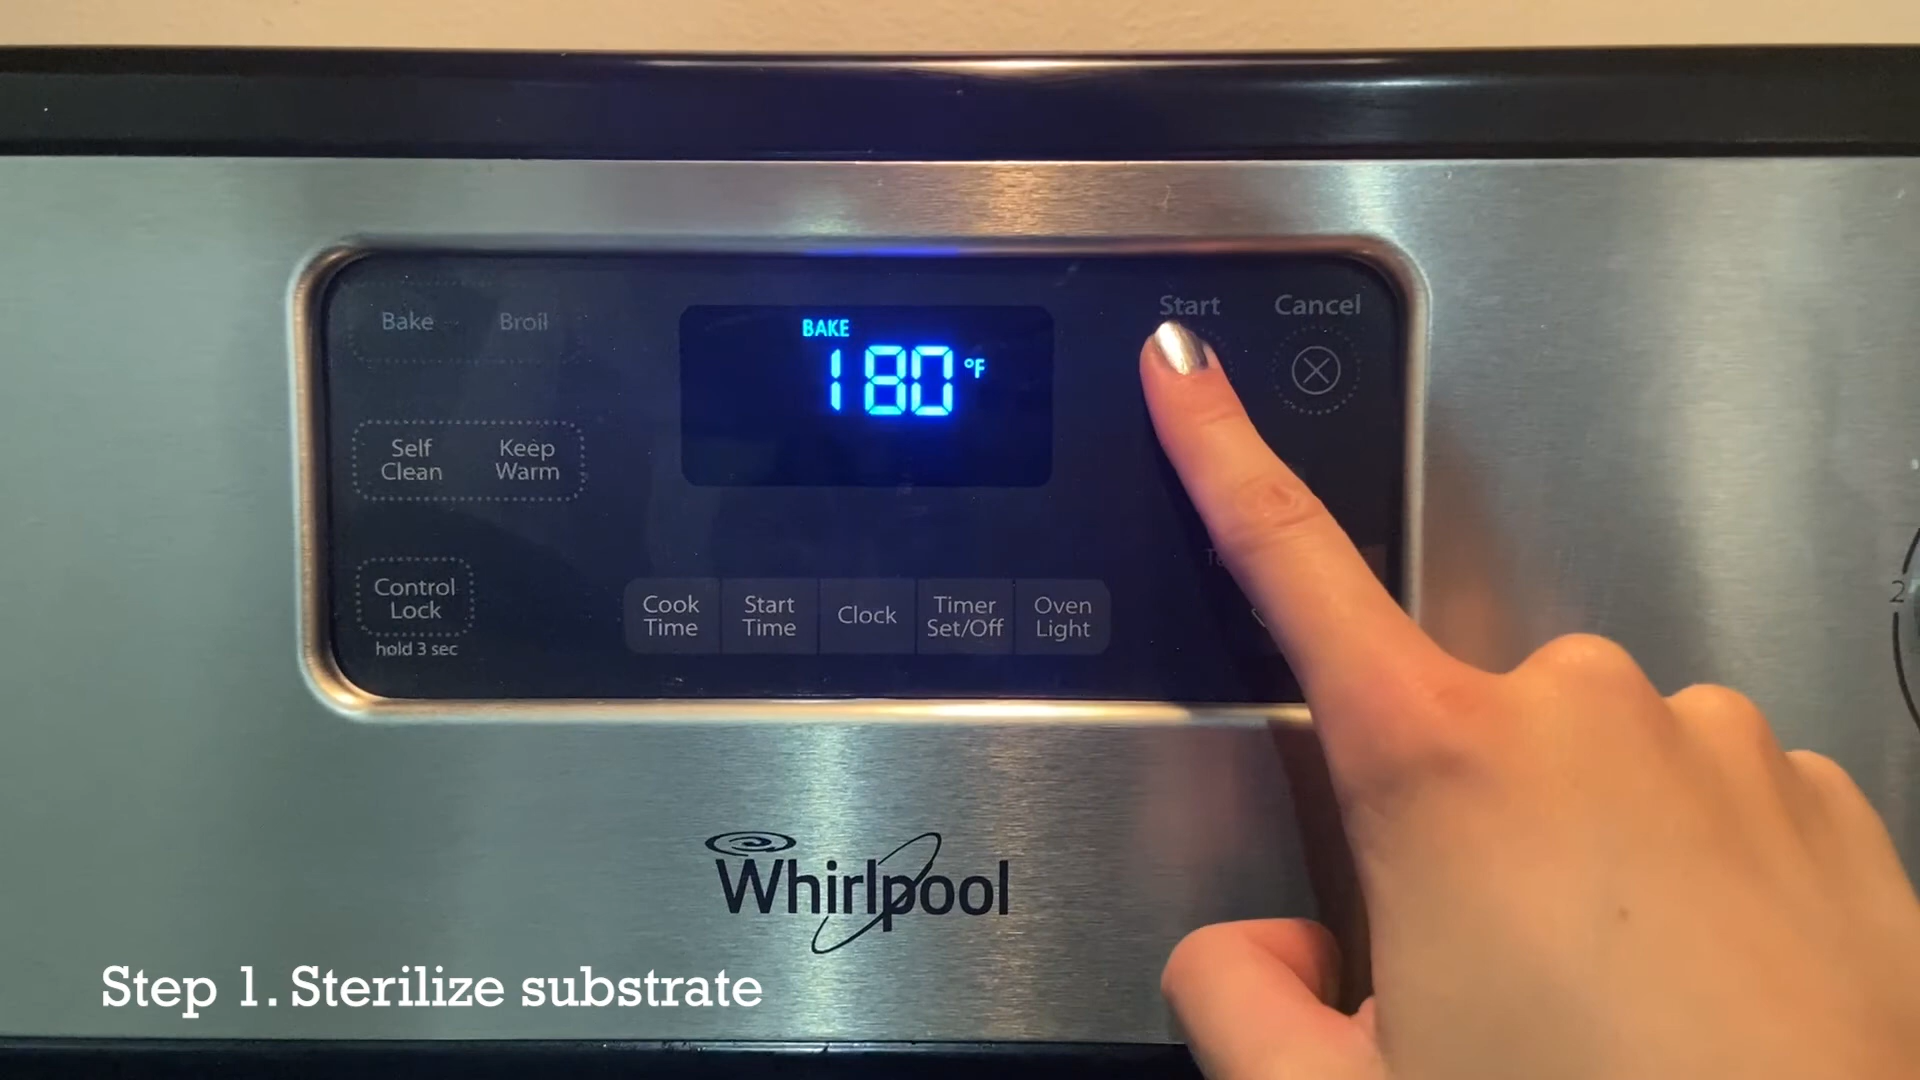 Start Cancel
Bake Broil
BAKE
180 °F
Self Clean
Keep Warm
Control Lock
hold 3 sec
Cook Time
Start Time
Clock
Timer Set/Off
Oven Light
2
Whirlpool
Step 1. Sterilize substrate